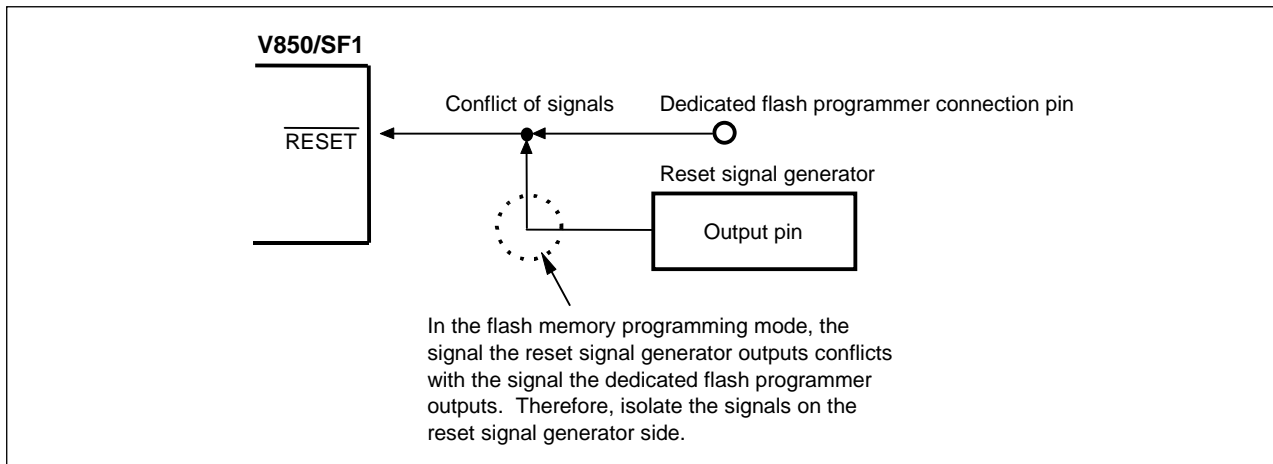 V850/SF1
Conflict of signals
Dedicated flash programmer connection pin
RESET
Reset signal generator
Output pin
In the flash memory programming mode, the
signal the reset signal generator outputs conflicts
with the signal the dedicated flash programmer
outputs. Therefore, isolate the signals on the
reset signal generator side.